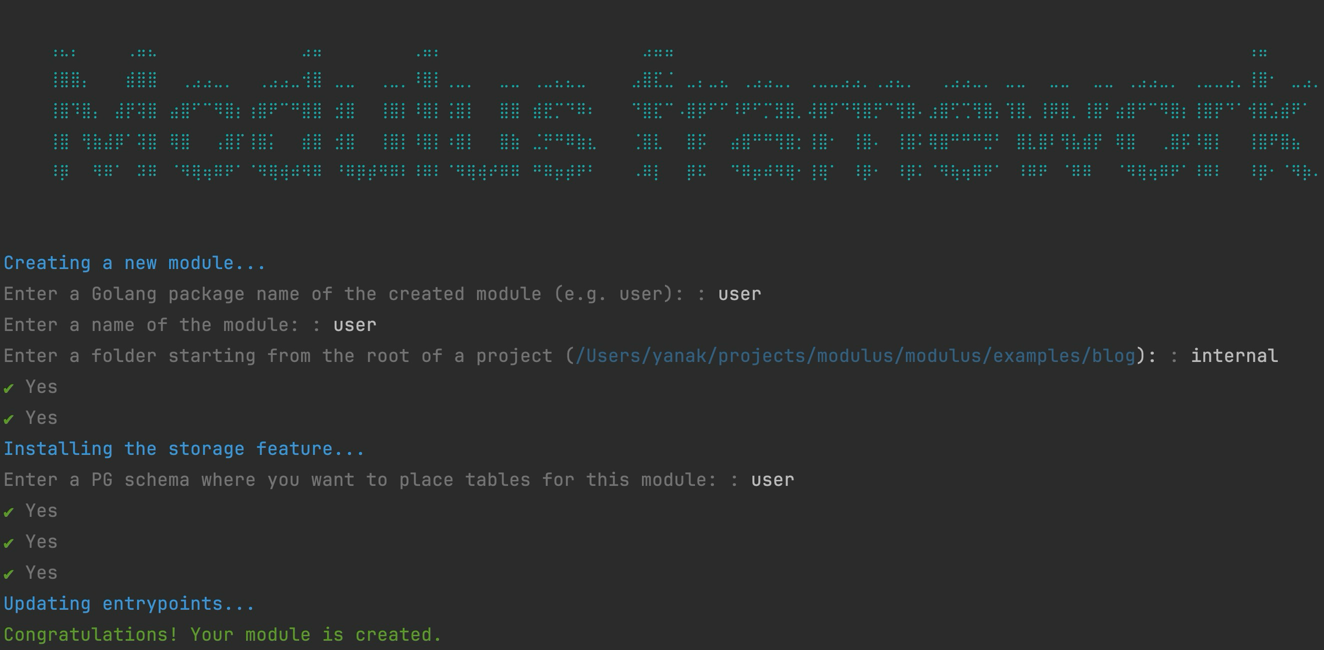 Modulus framework
Creating a new module...
Enter a Golang package name of the created module (e.g. user): : user
Enter a name of the module: : user
Enter a folder starting from the root of a project (/Users/yanak/projects/modulus/modulus/examples/blog): : internal
✔ Yes
✔ Yes
Installing the storage feature...
Enter a PG schema where you want to place tables for this module: : user
✔ Yes
✔ Yes
✔ Yes
Updating entrypoints...
Congratulations! Your module is created.